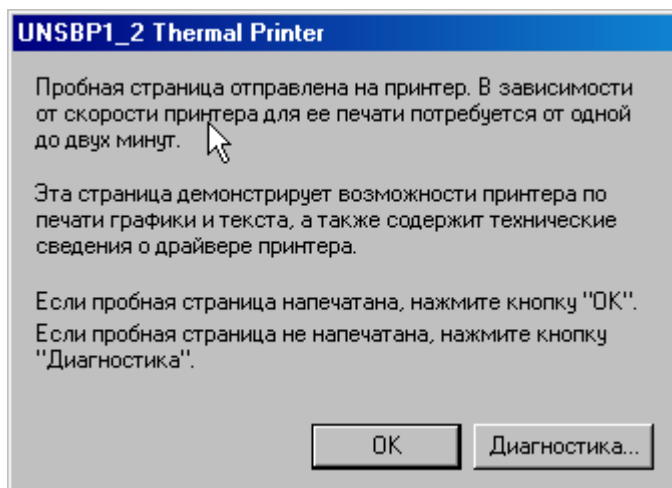 UNSBP1_2 Thermal Printer
Пробная страница отправлена на принтер. В зависимости
от скорости принтера для ее печати потребуется от одной
до двух минут.
Эта страница демонстрирует возможности принтера по
печати графики и текста, а также содержит технические
сведения о драйвере принтера.
Если пробная страница напечатана, нажмите кнопку "OK".
Если пробная страница не напечатана, нажмите кнопку
"Диагностика".
OK
Диагностика...